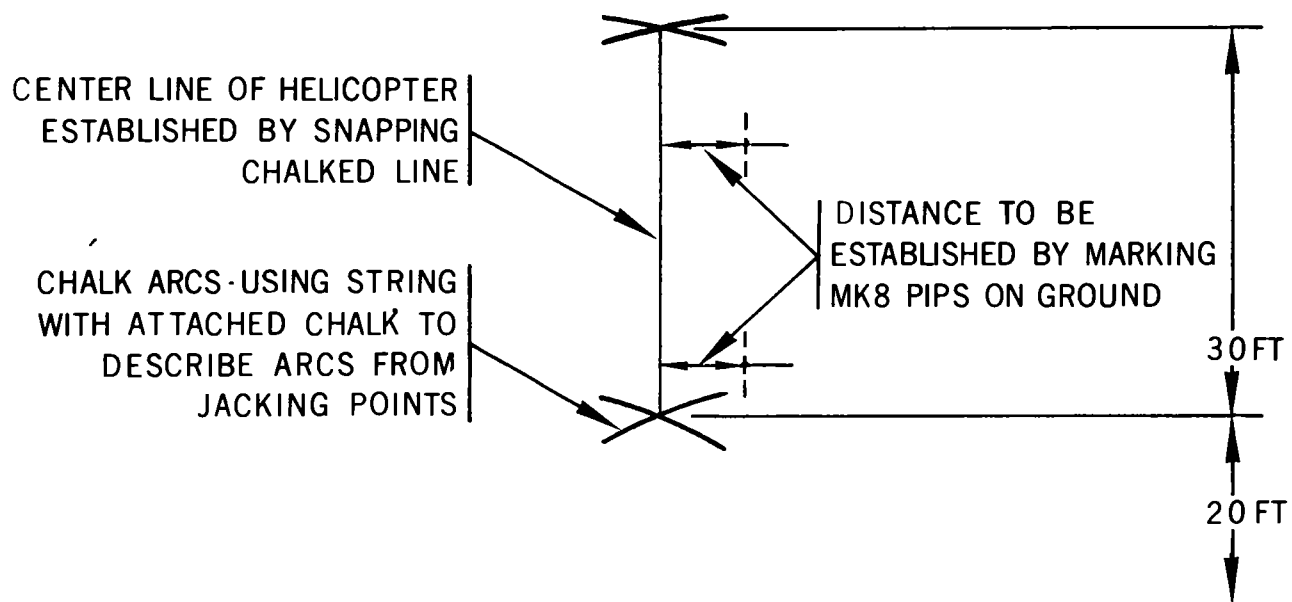 CENTER LINE OF HELICOPTER
ESTABLISHED BY SNAPPING
CHALKED LINE
DISTANCE TO BE
ESTABLISHED BY MARKING
MK8 PIPS ON GROUND
CHALK ARCS-USING STRING
WITH ATTACHED CHALK TO
DESCRIBE ARCS FROM
JACKING POINTS
30 FT
20 FT